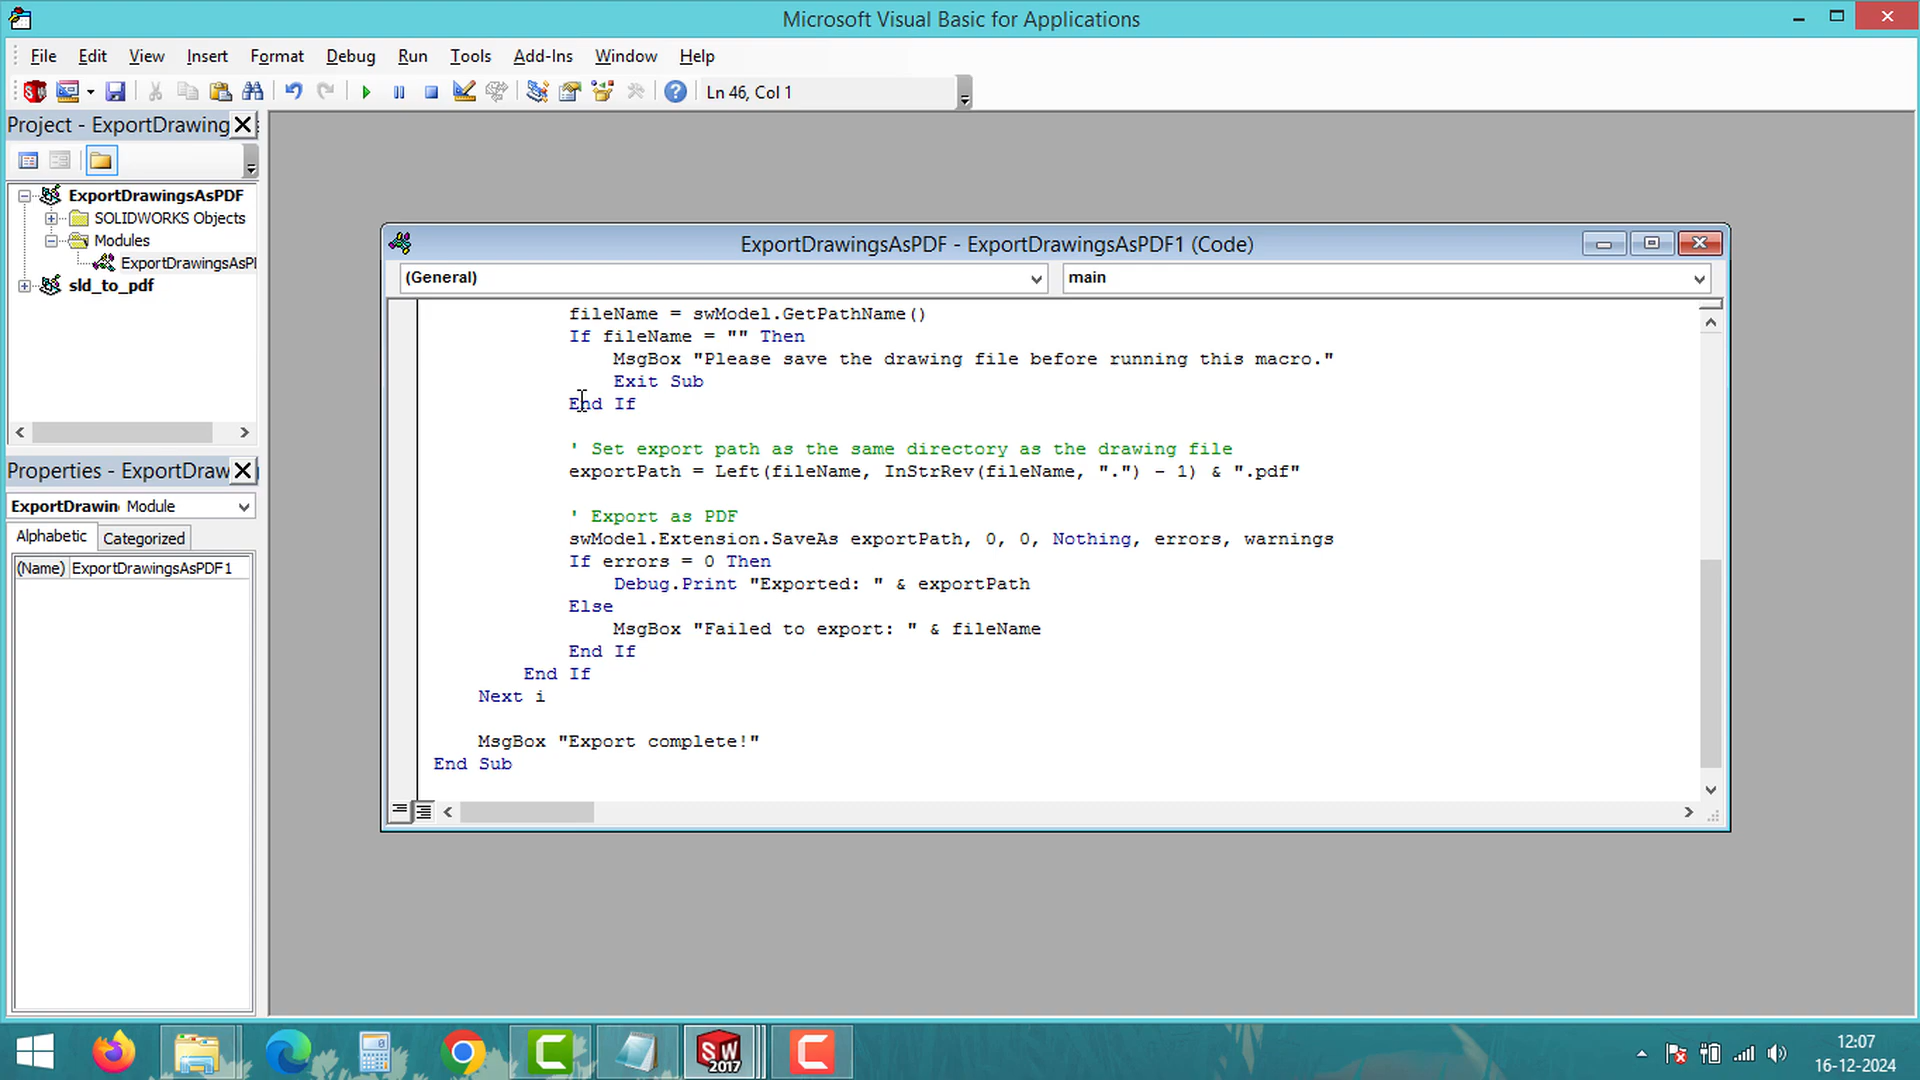 Microsoft Visual Basic for Applications
File Edit View Insert Format Debug Run Tools Add-Ins Window Help
Ln 46, Col 1
Project - ExportDrawing
ExportDrawingsAsPDF
SOLIDWORKS Objects
Modules
ExportDrawingsAsPI
sld_to_pdf
Properties - ExportDraw
ExportDrawin Module
Alphabetic Categorized
(Name) ExportDrawingsAsPDF1
ExportDrawingsAsPDF - ExportDrawingsAsPDF1 (Code)
(General) main
fileName = swModel.GetPathName()
If fileName = "" Then
MsgBox "Please save the drawing file before running this macro."
Exit Sub
End If
' Set export path as the same directory as the drawing file
exportPath = Left(fileName, InStrRev(fileName, ".") - 1) & ".pdf"
' Export as PDF
swModel.Extension.SaveAs exportPath, 0, 0, Nothing, errors, warnings
If errors = 0 Then
Debug.Print "Exported: " & exportPath
Else
MsgBox "Failed to export: " & fileName
End If
End If
Next i
MsgBox "Export complete!"
End Sub
SW
2017
12:07
16-12-2024